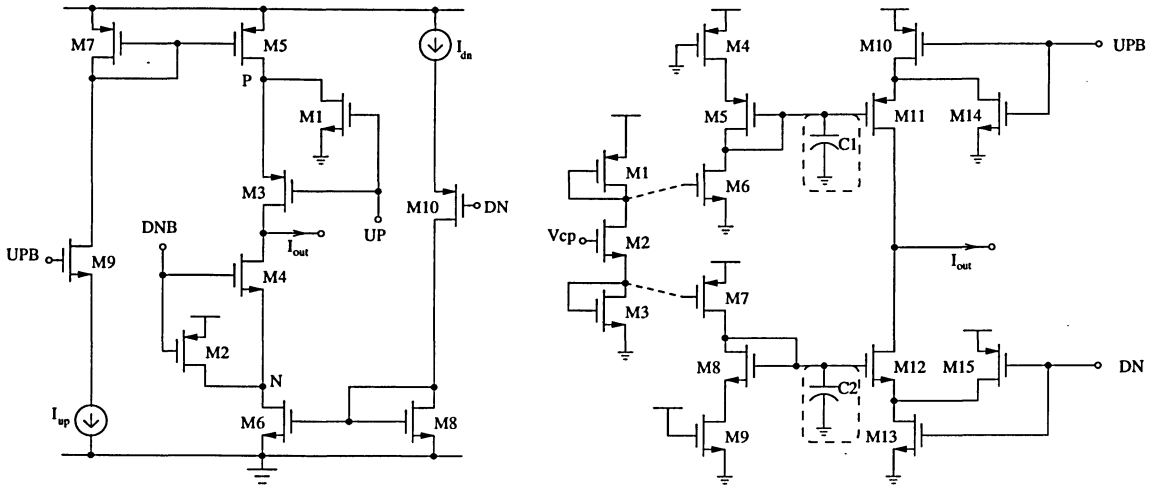 M7
M5
I_dn
P
M1
M3
M10
DN
UP
DNB
I_out
UPB
M9
M4
M2
N
I_up
M6
M8
M4
M10
UPB
M5
C1
M11
M14
M1
M6
Vcp
M2
I_out
M7
M3
M8
C2
M12
M15
DN
M9
M13